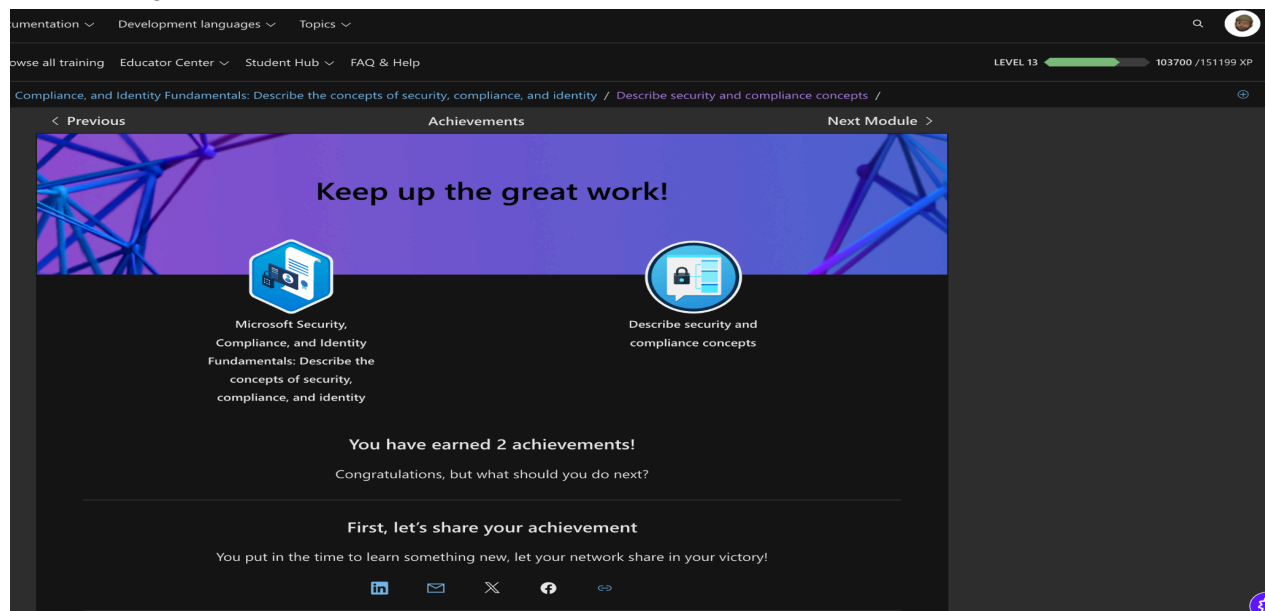 Development languages
Topics
Educator Center
Student Hub
FAQ & Help
LEVEL 13
103700 /151199 XP
Compliance, and Identity Fundamentals: Describe the concepts of security, compliance, and identity / Describe security and compliance concepts /
< Previous
Achievements
Next Module >
Keep up the great work!
Microsoft Security,
Compliance, and Identity
Fundamentals: Describe the
concepts of security,
compliance, and identity
Describe security and
compliance concepts
You have earned 2 achievements!
Congratulations, but what should you do next?
First, let's share your achievement
You put in the time to learn something new, let your network share in your victory!